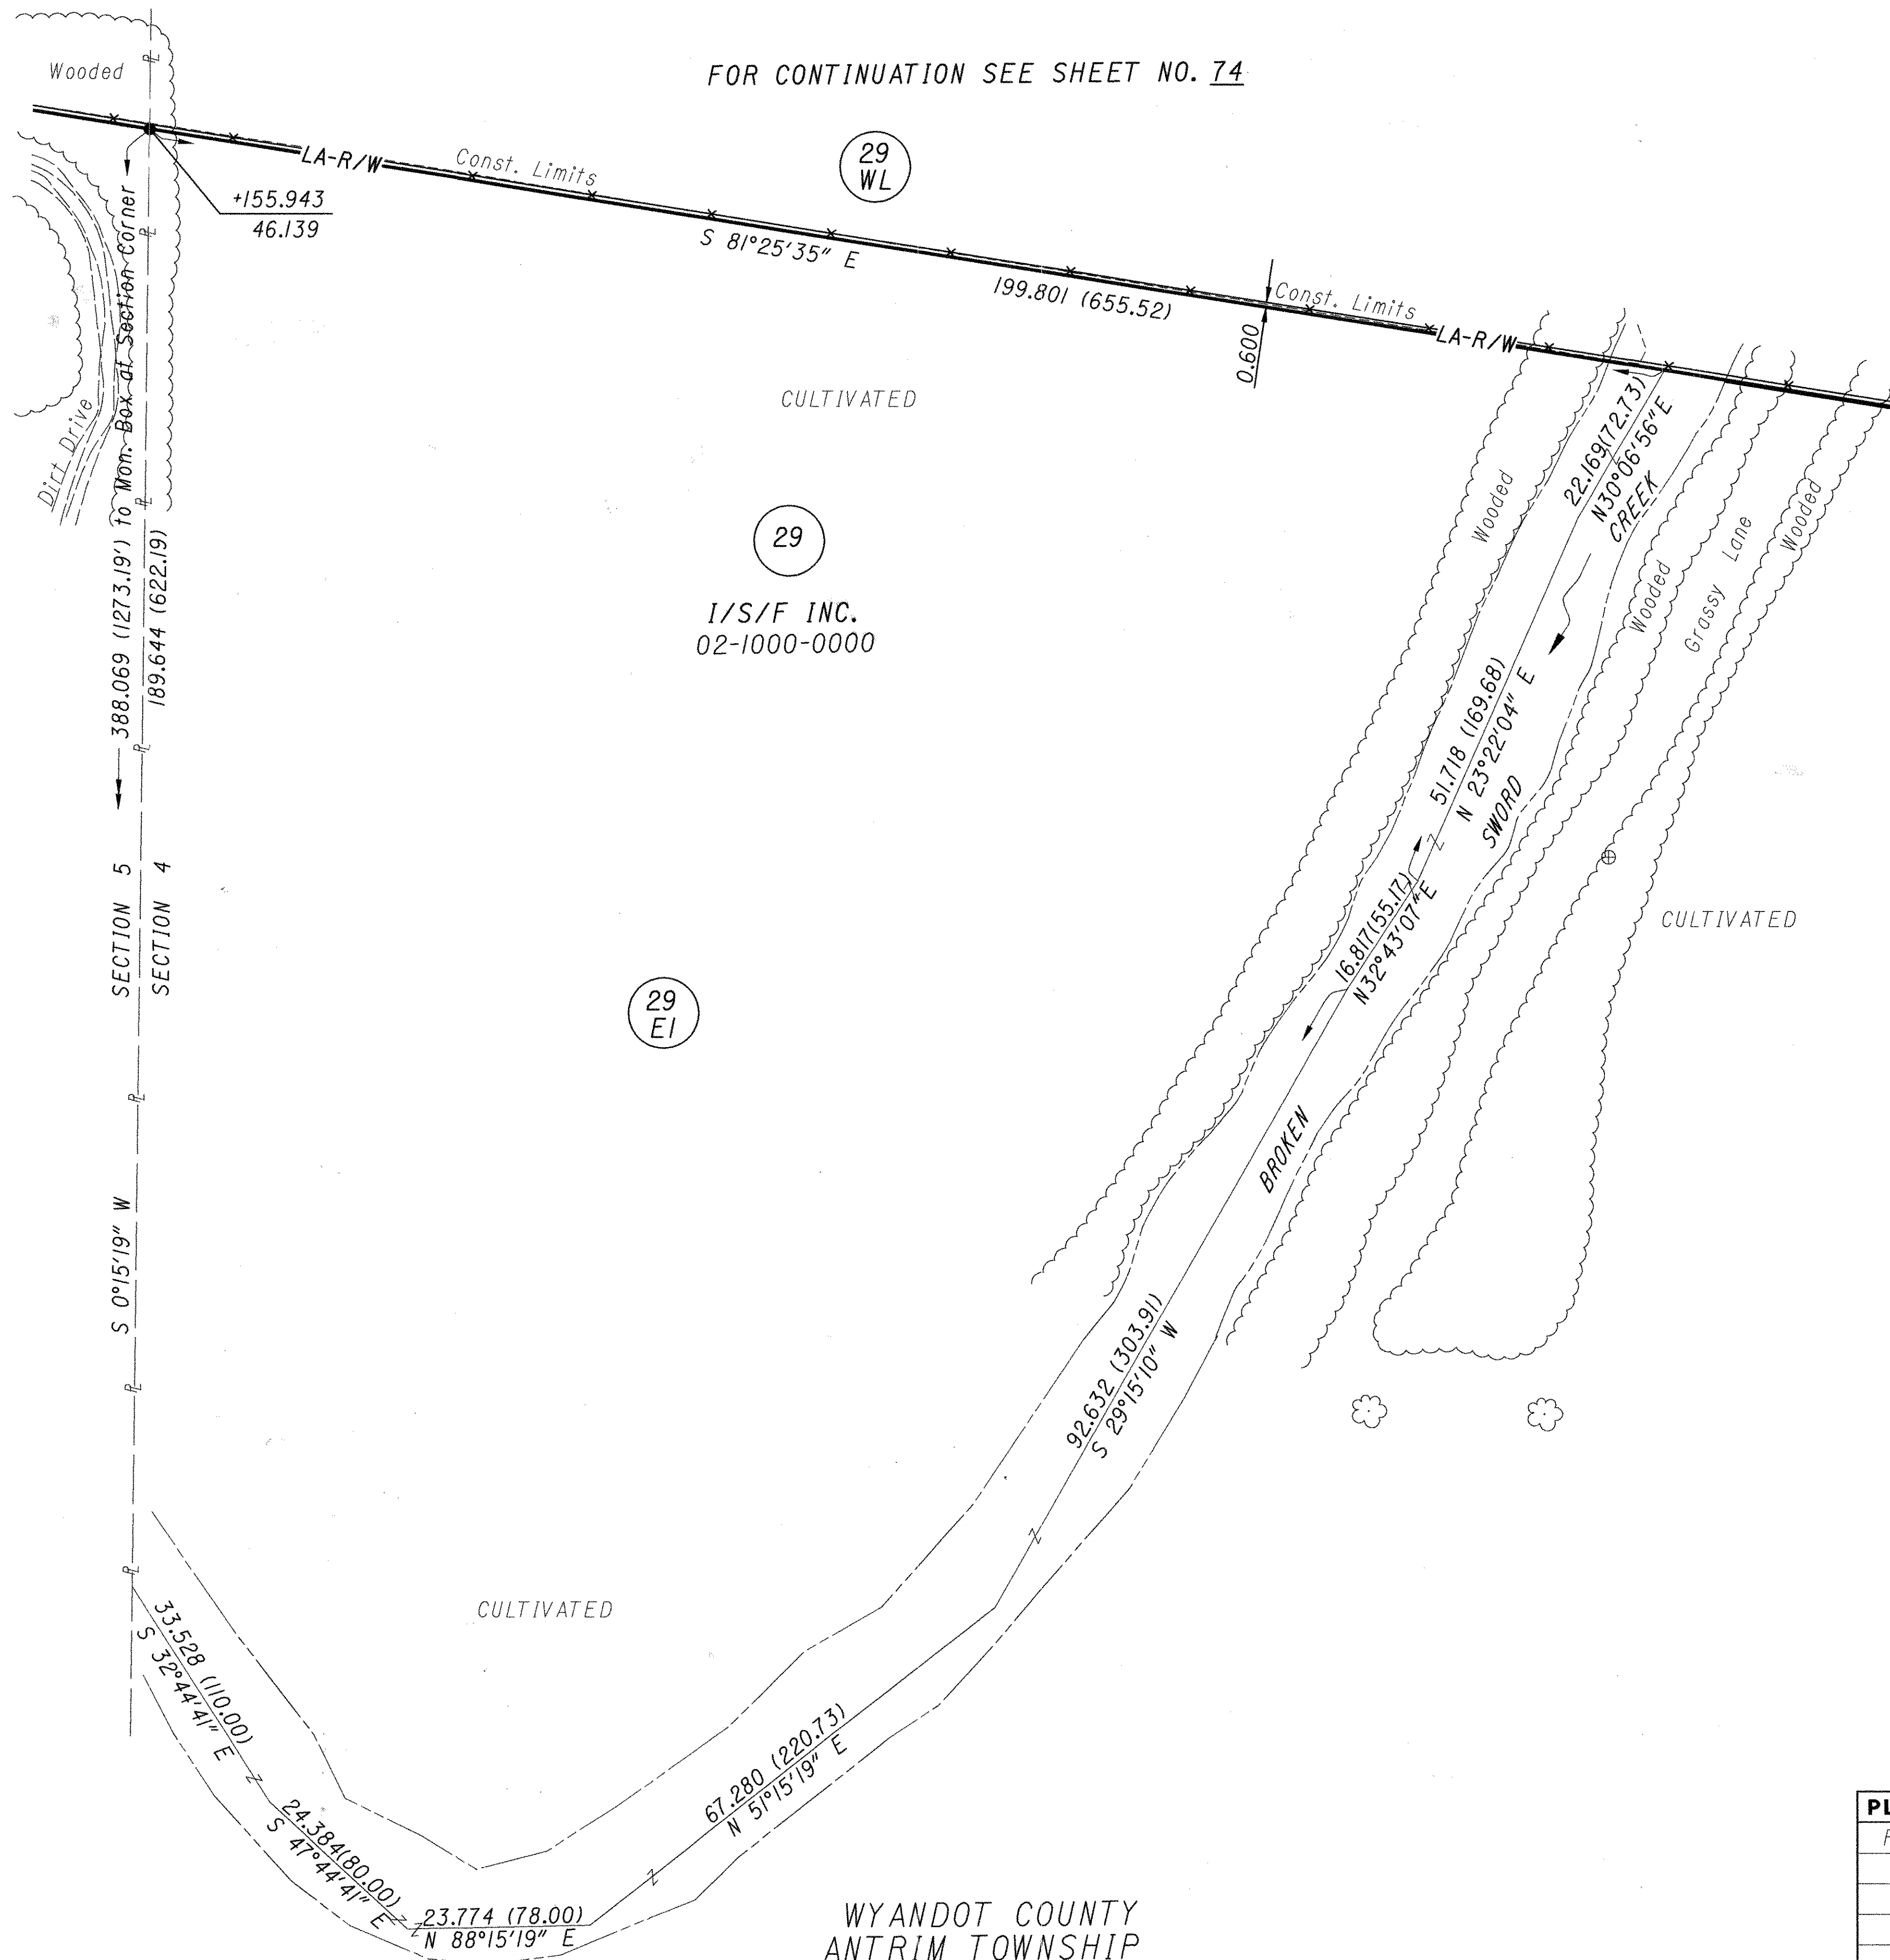 Wooded
FOR CONTINUATION SEE SHEET NO. 74
29
WL
LA-R/W
Const. Limits
+155.943
46.139
S 81°25'35" E
199.801 (655.52)
Const. Limits
LA-R/W
0.600
CULTIVATED
Dirt Drive
388.069 (1273.19') to Mon. Box at Section Corner
189.644 (622.19)
29
I/S/F INC.
02-1000-0000
Wooded
22.169(72.73)
N30°06'56"E
CREEK
Wooded
Grassy Lane
Wooded
51.718 (169.68)
N 23°22'04" E
SWORD
SECTION 5
SECTION 4
16.817(55.17)
N32°43'07"E
CULTIVATED
29
E1
BROKEN
S 0°15'19" W
92.632 (303.91)
S 29°15'10" W
CULTIVATED
33.528 (110.00)
S 32°44'41" E
24.384(80.00)
S 47°44'41" E
23.774 (78.00)
N 88°15'19" E
67.280 (220.73)
N 51°15'19" E
WYANDOT COUNTY
ANTRIM TOWNSHIP